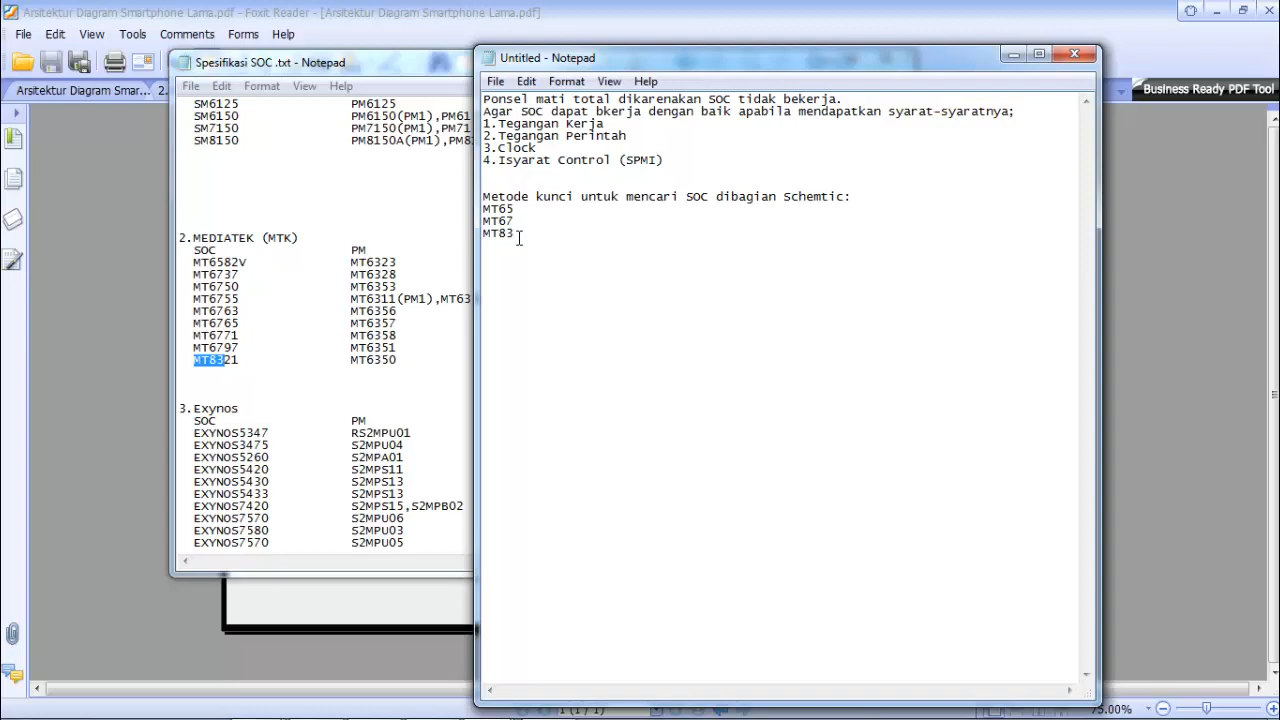 Arsitektur Diagram Smartphone Lama.pdf - Foxit Reader - [Arsitektur Diagram Smartphone Lama.pdf]
File Edit View Tools Comments Forms Help
Arsitektur Diagram Smar... 2.
Business Ready PDF Tool
Spesifikasi SOC .txt - Notepad
File Edit Format View Help
SM6125 PM6125
SM6150 PM6150(PM1),PM61
SM7150 PM7150(PM1),PM71
SM8150 PM8150A(PM1),PM8
2.MEDIATEK (MTK)
SOC PM
MT6582V MT6323
MT6737 MT6328
MT6750 MT6353
MT6755 MT6311(PM1),MT63
MT6763 MT6356
MT6765 MT6357
MT6771 MT6358
MT6797 MT6351
MT8321 MT6350
3.Exynos
SOC PM
EXYNOS5347 RS2MPU01
EXYNOS3475 S2MPU04
EXYNOS5260 S2MPA01
EXYNOS5420 S2MPS11
EXYNOS5430 S2MPS13
EXYNOS5433 S2MPS13
EXYNOS7420 S2MPS15,S2MPB02
EXYNOS7570 S2MPU06
EXYNOS7580 S2MPU03
EXYNOS7570 S2MPU05
Untitled - Notepad
File Edit Format View Help
Ponsel mati total dikarenakan SOC tidak bekerja.
Agar SOC dapat bkerja dengan baik apabila mendapatkan syarat-syaratnya;
1.Tegangan Kerja
2.Tegangan Perintah
3.Clock
4.Isyarat Control (SPMI)
Metode kunci untuk mencari SOC dibagian Schemtic:
MT65
MT67
MT83
1 (1 / 1)
75.00%